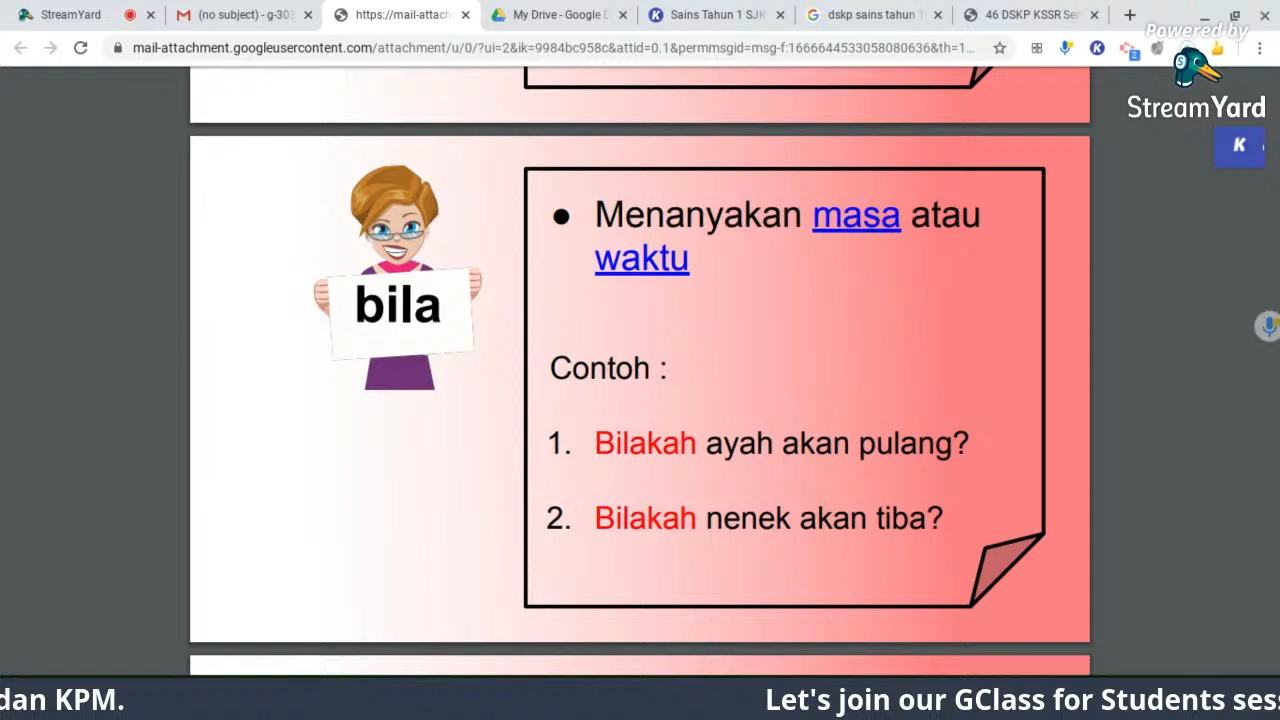 StreamYard
(no subject) - g-303
https://mail-attach
My Drive - Google D
Sains Tahun 1 SJK
dskp sains tahun 1
46 DSKP KSSR Sem
mail-attachment.googleusercontent.com/attachment/u/0/?ui=2&ik=9984bc958c&attid=0.1&permmsgid=msg-f:1666644533058080636&th=1...
Powered by
StreamYard
K
bila
● Menanyakan masa atau
waktu
Contoh :
1. Bilakah ayah akan pulang?
2. Bilakah nenek akan tiba?
dan KPM.
Let's join our GClass for Students sess